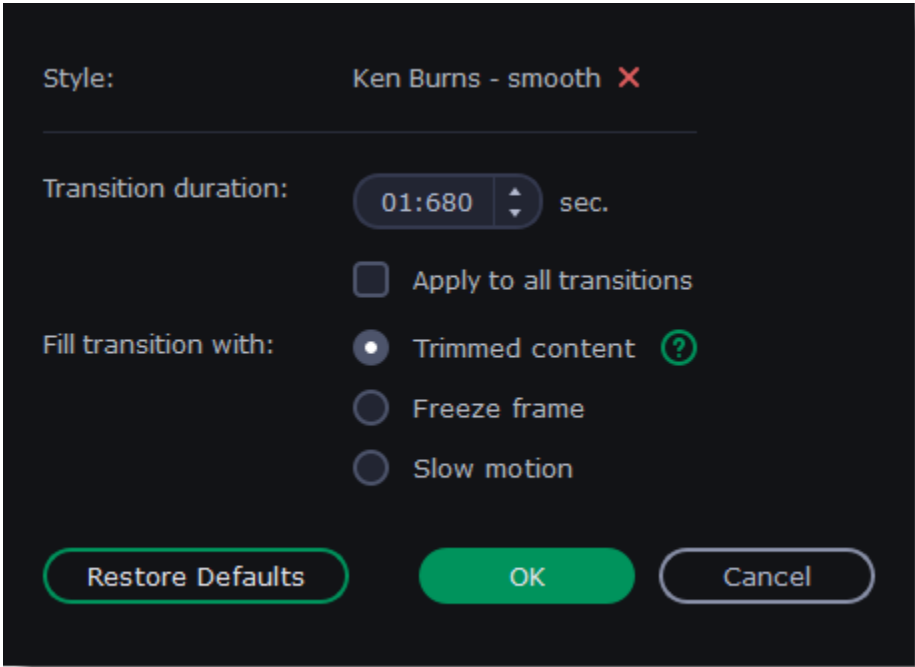 Style: Ken Burns - smooth
Transition duration: 01:680 sec.
Apply to all transitions
Fill transition with: Trimmed content ?
Freeze frame
Slow motion
Restore Defaults OK Cancel